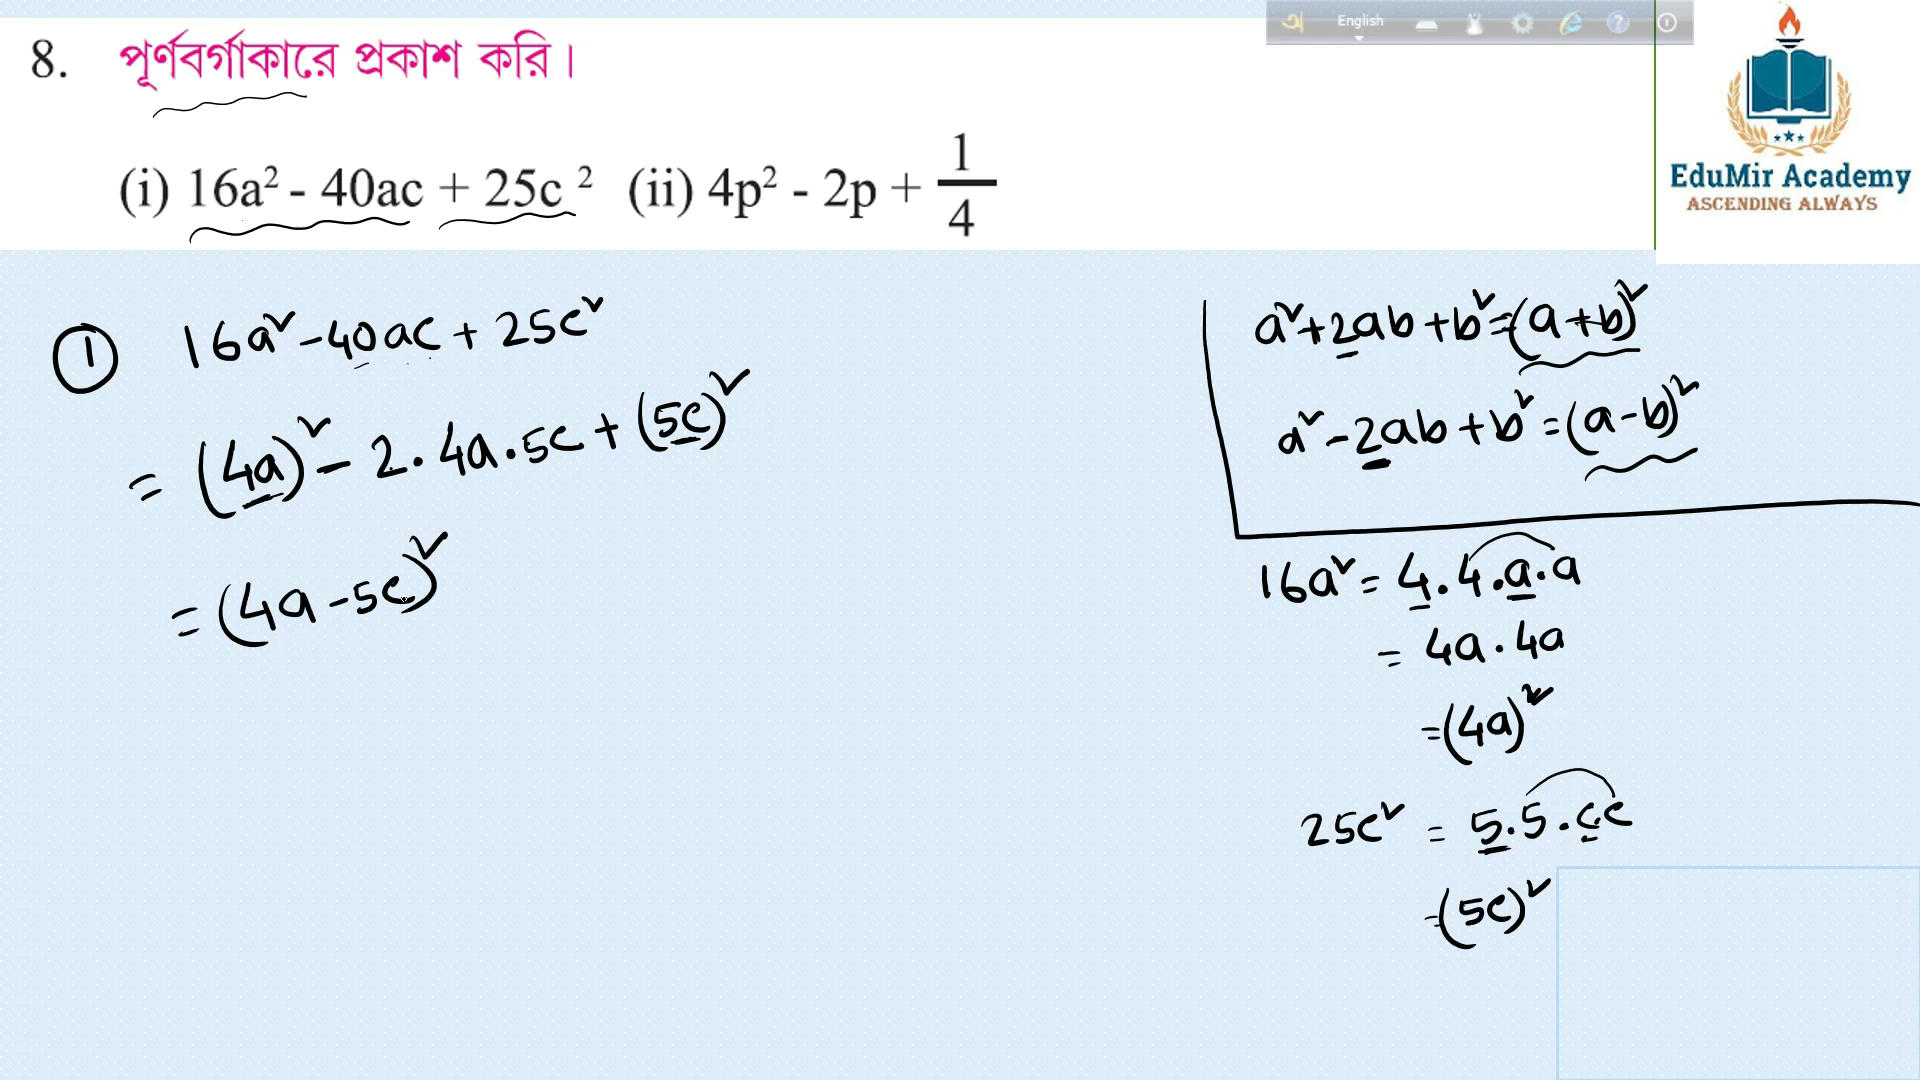 English
8. পূর্ণবর্গাকারে প্রকাশ করি।
(i) 16a² - 40ac + 25c ² (ii) 4p² - 2p + 1/4
EduMir Academy
ASCENDING ALWAYS
① 16a² - 40ac + 25c²
= (4a)² - 2 · 4a · 5c + (5c)²
= (4a - 5c)²
a² + 2ab + b² = (a + b)²
a² - 2ab + b² = (a - b)²
16a² = 4 . 4 . a . a
= 4a . 4a
= (4a)²
25c² = 5 . 5 . c . c
= (5c)²